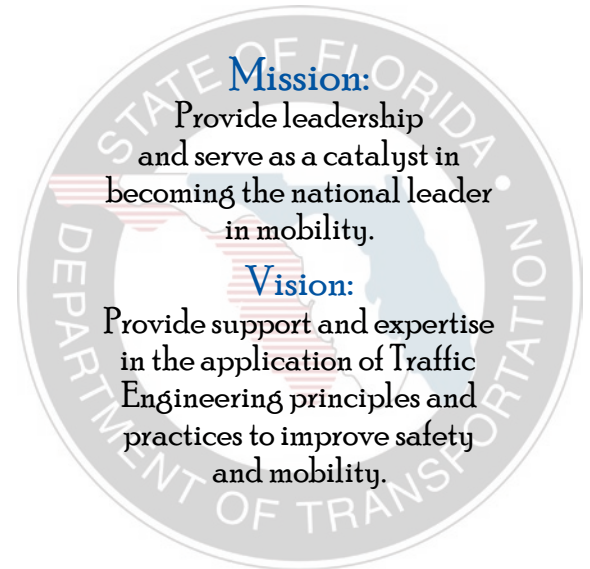 STATE OF FLORIDA
DEPARTMENT OF TRANSPORTATION
Mission:
Provide leadership
and serve as a catalyst in
becoming the national leader
in mobility.
Vision:
Provide support and expertise
in the application of Traffic
Engineering principles and
practices to improve safety
and mobility.